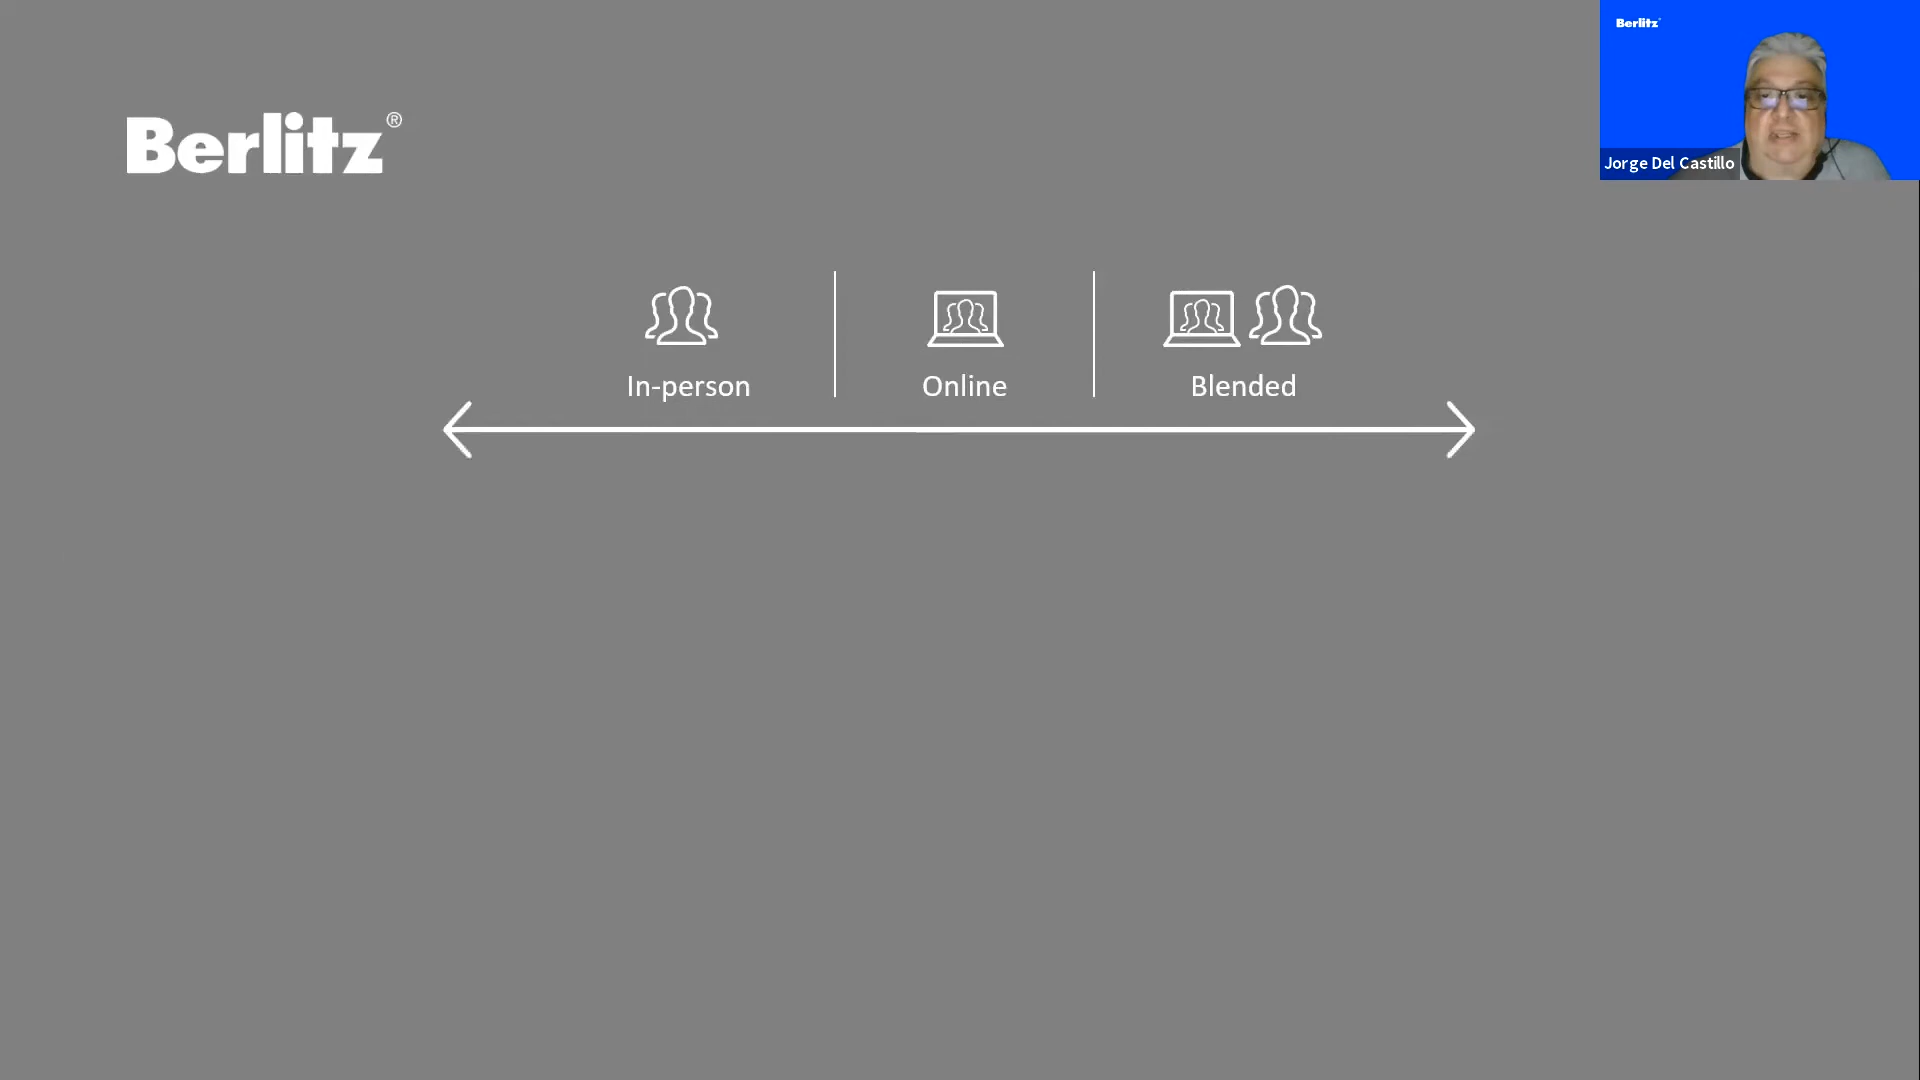 Berlitz
Jorge Del Castillo
Berlitz®
In-person
Online
Blended